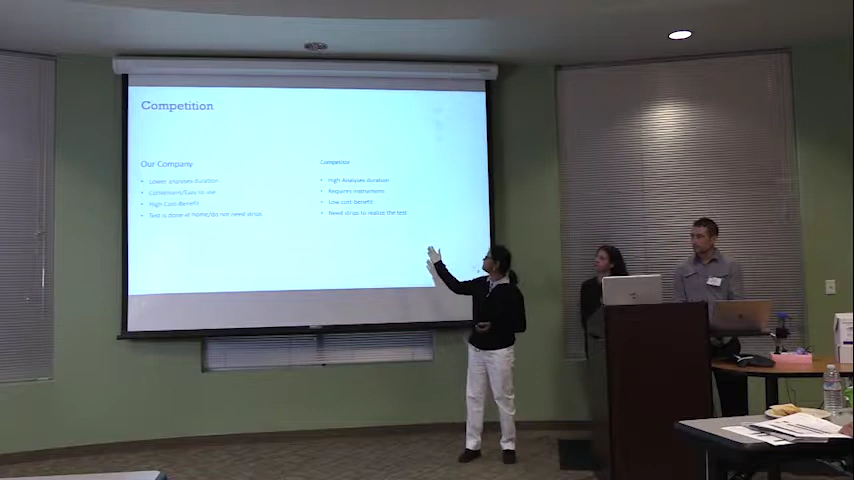 Competition
Our Company
• Lower analyses duration
• Convenient/Easy to use
• High Cost-Benefit
• Test is done at home/do not need strips
Competitor
• High Analyses duration
• Requires instruments
• Low cost-benefit
• Need strips to realize the test